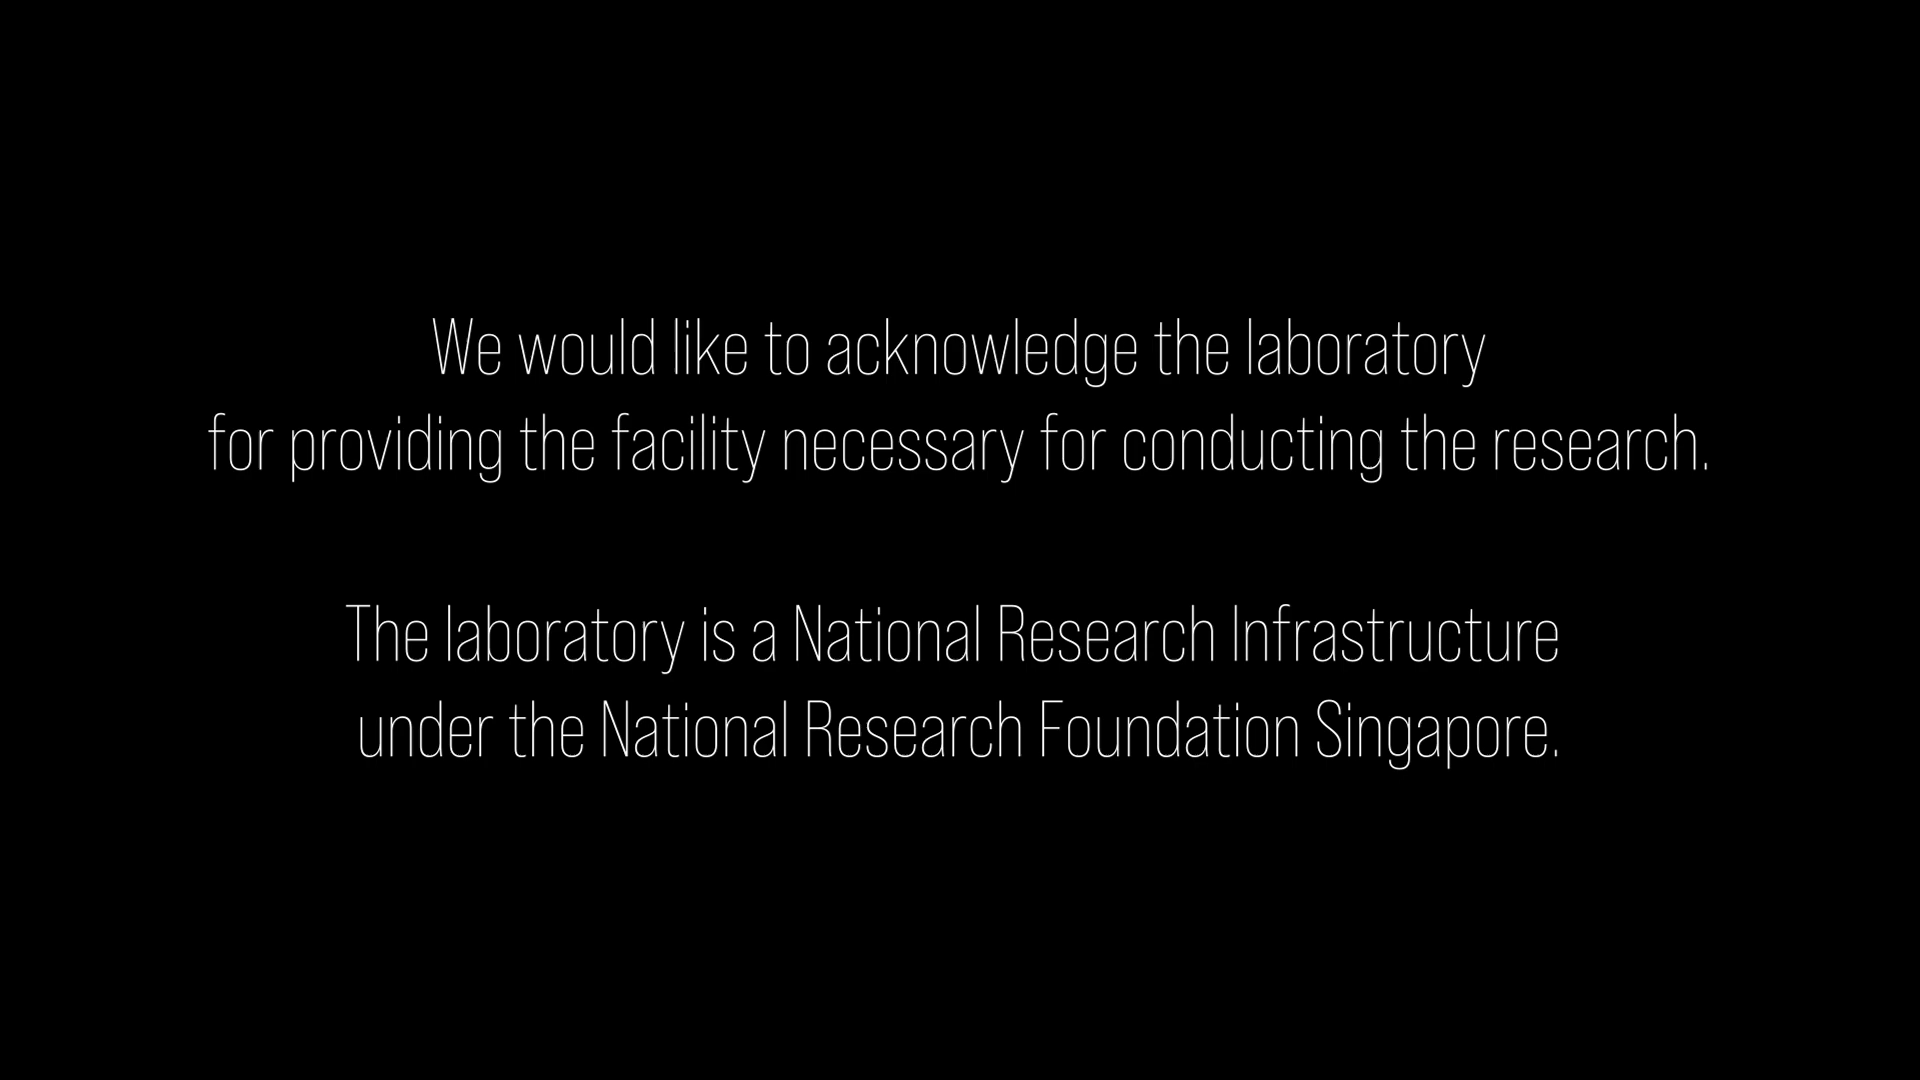 We would like to acknowledge the laboratory
for providing the facility necessary for conducting the research.
The laboratory is a National Research Infrastructure
under the National Research Foundation Singapore.